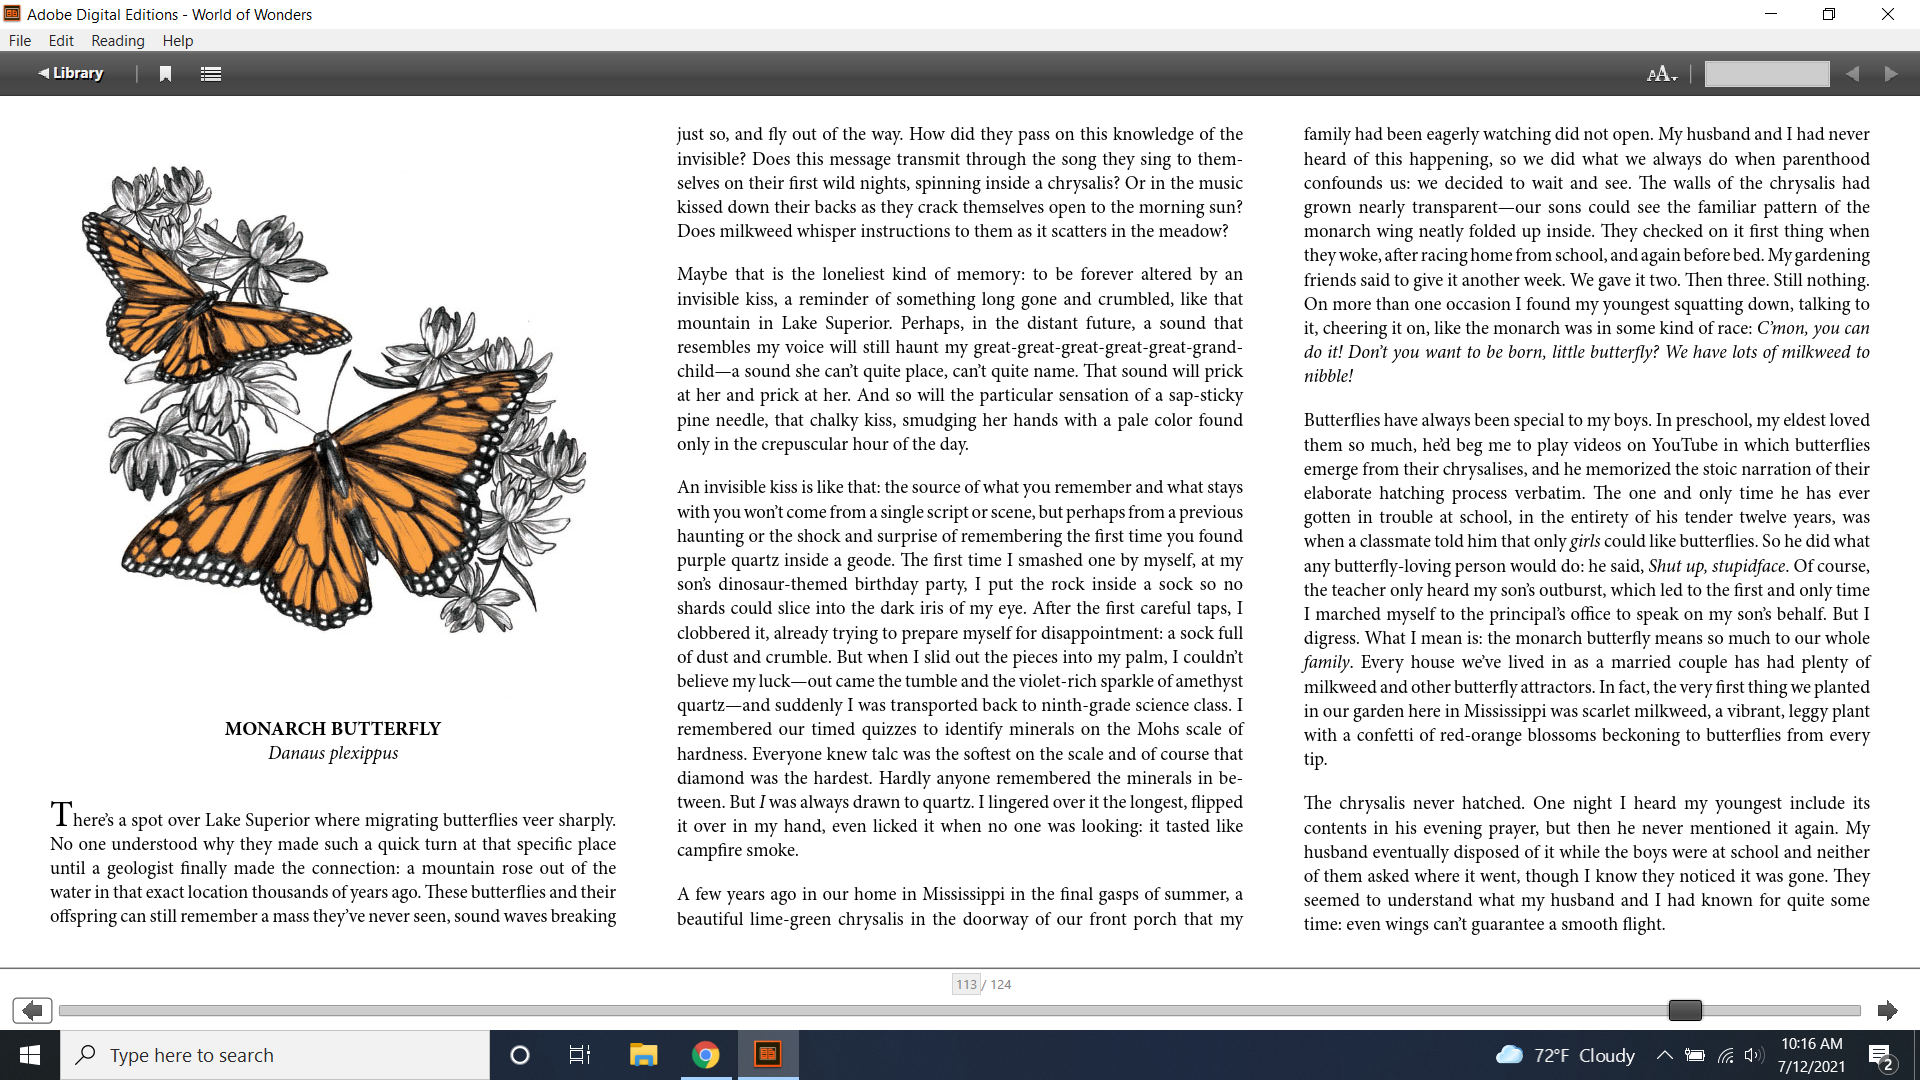 Adobe Digital Editions - World of Wonders
File Edit Reading Help
Library
AA
MONARCH BUTTERFLY
Danaus plexippus
There’s a spot over Lake Superior where migrating butterflies veer sharply.
No one understood why they made such a quick turn at that specific place
until a geologist finally made the connection: a mountain rose out of the
water in that exact location thousands of years ago. These butterflies and their
offspring can still remember a mass they’ve never seen, sound waves breaking
just so, and fly out of the way. How did they pass on this knowledge of the
invisible? Does this message transmit through the song they sing to them-
selves on their first wild nights, spinning inside a chrysalis? Or in the music
kissed down their backs as they crack themselves open to the morning sun?
Does milkweed whisper instructions to them as it scatters in the meadow?
Maybe that is the loneliest kind of memory: to be forever altered by an
invisible kiss, a reminder of something long gone and crumbled, like that
mountain in Lake Superior. Perhaps, in the distant future, a sound that
resembles my voice will still haunt my great-great-great-great-great-grand-
child—a sound she can’t quite place, can’t quite name. That sound will prick
at her and prick at her. And so will the particular sensation of a sap-sticky
pine needle, that chalky kiss, smudging her hands with a pale color found
only in the crepuscular hour of the day.
An invisible kiss is like that: the source of what you remember and what stays
with you won’t come from a single script or scene, but perhaps from a previous
haunting or the shock and surprise of remembering the first time you found
purple quartz inside a geode. The first time I smashed one by myself, at my
son’s dinosaur-themed birthday party, I put the rock inside a sock so no
shards could slice into the dark iris of my eye. After the first careful taps, I
clobbered it, already trying to prepare myself for disappointment: a sock full
of dust and crumble. But when I slid out the pieces into my palm, I couldn’t
believe my luck—out came the tumble and the violet-rich sparkle of amethyst
quartz—and suddenly I was transported back to ninth-grade science class. I
remembered our timed quizzes to identify minerals on the Mohs scale of
hardness. Everyone knew talc was the softest on the scale and of course that
diamond was the hardest. Hardly anyone remembered the minerals in be-
tween. But I was always drawn to quartz. I lingered over it the longest, flipped
it over in my hand, even licked it when no one was looking: it tasted like
campfire smoke.
A few years ago in our home in Mississippi in the final gasps of summer, a
beautiful lime-green chrysalis in the doorway of our front porch that my
family had been eagerly watching did not open. My husband and I had never
heard of this happening, so we did what we always do when parenthood
confounds us: we decided to wait and see. The walls of the chrysalis had
grown nearly transparent—our sons could see the familiar pattern of the
monarch wing neatly folded up inside. They checked on it first thing when
they woke, after racing home from school, and again before bed. My gardening
friends said to give it another week. We gave it two. Then three. Still nothing.
On more than one occasion I found my youngest squatting down, talking to
it, cheering it on, like the monarch was in some kind of race: C’mon, you can
do it! Don’t you want to be born, little butterfly? We have lots of milkweed to
nibble!
Butterflies have always been special to my boys. In preschool, my eldest loved
them so much, he’d beg me to play videos on YouTube in which butterflies
emerge from their chrysalises, and he memorized the stoic narration of their
elaborate hatching process verbatim. The one and only time he has ever
gotten in trouble at school, in the entirety of his tender twelve years, was
when a classmate told him that only girls could like butterflies. So he did what
any butterfly-loving person would do: he said, Shut up, stupidface. Of course,
the teacher only heard my son’s outburst, which led to the first and only time
I marched myself to the principal’s office to speak on my son’s behalf. But I
digress. What I mean is: the monarch butterfly means so much to our whole
family. Every house we’ve lived in as a married couple has had plenty of
milkweed and other butterfly attractors. In fact, the very first thing we planted
in our garden here in Mississippi was scarlet milkweed, a vibrant, leggy plant
with a confetti of red-orange blossoms beckoning to butterflies from every
tip.
The chrysalis never hatched. One night I heard my youngest include its
contents in his evening prayer, but then he never mentioned it again. My
husband eventually disposed of it while the boys were at school and neither
of them asked where it went, though I know they noticed it was gone. They
seemed to understand what my husband and I had known for quite some
time: even wings can’t guarantee a smooth flight.
113 / 124
Type here to search
72°F Cloudy
10:16 AM
7/12/2021
2